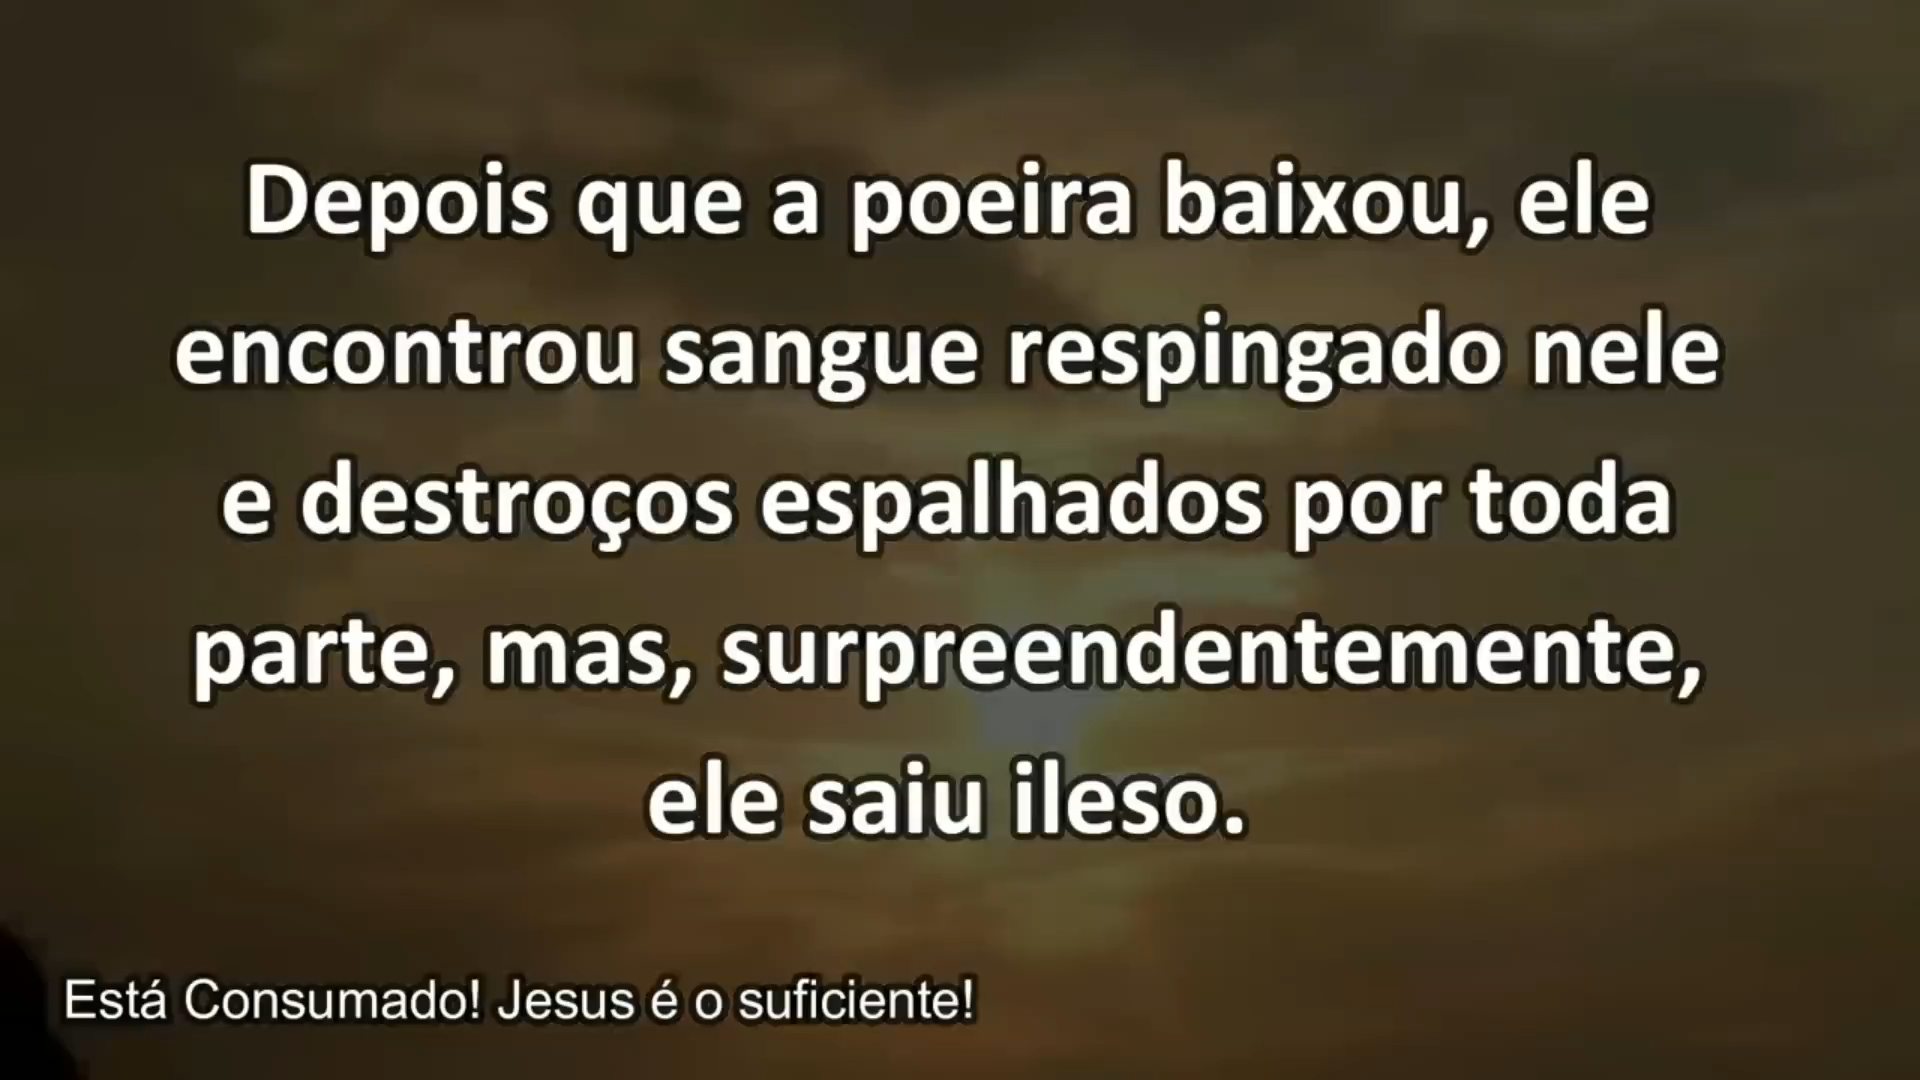 Depois que a poeira baixou, ele
encontrou sangue respingado nele
e destroços espalhados por toda
parte, mas, surpreendentemente,
ele saiu ileso.
Está Consumado! Jesus é o suficiente!